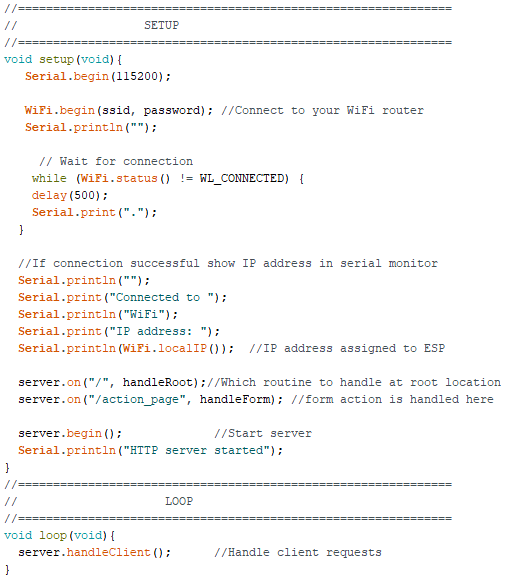 //==============================================================
//                  SETUP
//==============================================================
void setup(void){
   Serial.begin(115200);

   WiFi.begin(ssid, password); //Connect to your WiFi router
   Serial.println("");

     // Wait for connection
    while (WiFi.status() != WL_CONNECTED) {
    delay(500);
    Serial.print(".");
  }

  //If connection successful show IP address in serial monitor
  Serial.println("");
  Serial.print("Connected to ");
  Serial.println("WiFi");
  Serial.print("IP address: ");
  Serial.println(WiFi.localIP());  //IP address assigned to ESP

  server.on("/", handleRoot);//Which routine to handle at root location
  server.on("/action_page", handleForm); //form action is handled here

  server.begin();             //Start server
  Serial.println("HTTP server started");
}
//==============================================================
//                     LOOP
//==============================================================
void loop(void){
  server.handleClient();      //Handle client requests
}